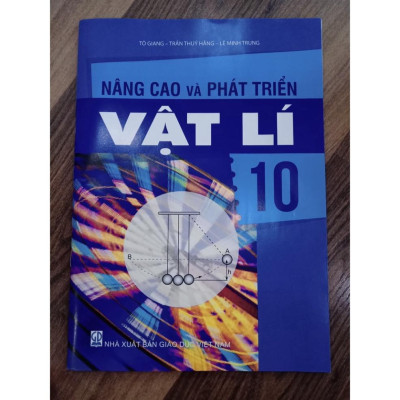 TÔ GIANG - TRẦN THUÝ HẰNG - LÊ MINH TRUNG
NÂNG CAO VÀ PHÁT TRIỂN
VẬT LÍ
10
A
B
h
NHÀ XUẤT BẢN GIÁO DỤC VIỆT NAM